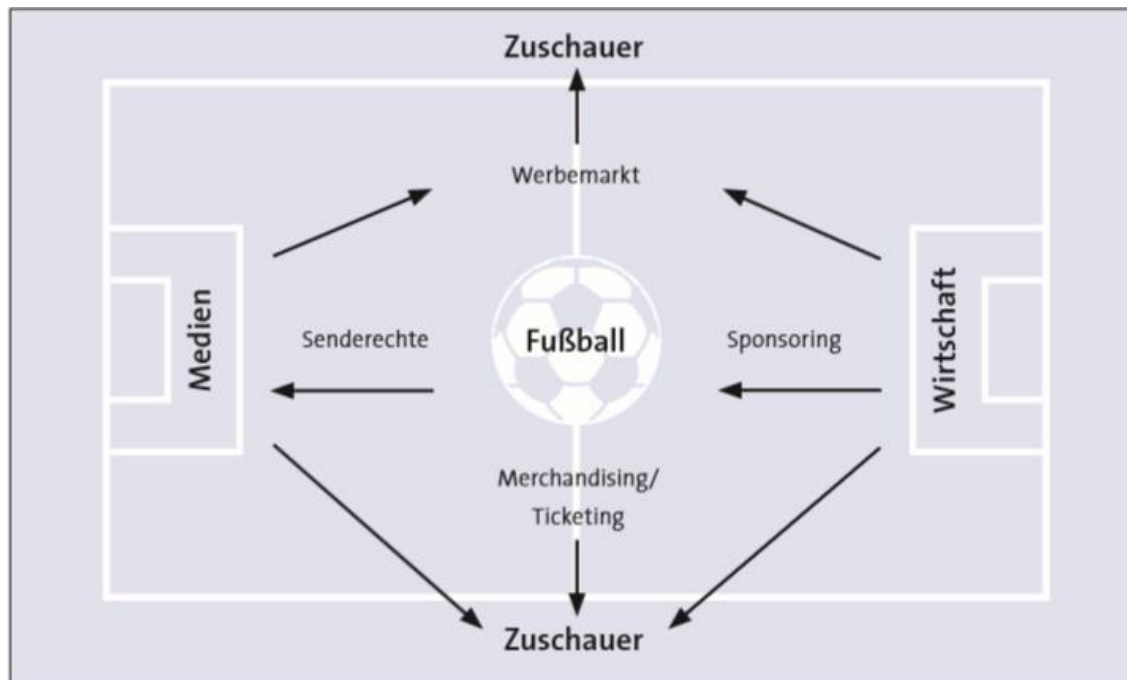 Zuschauer
Werbemarkt
Medien
Senderechte
Fußball
Sponsoring
Wirtschaft
Merchandising/
Ticketing
Zuschauer